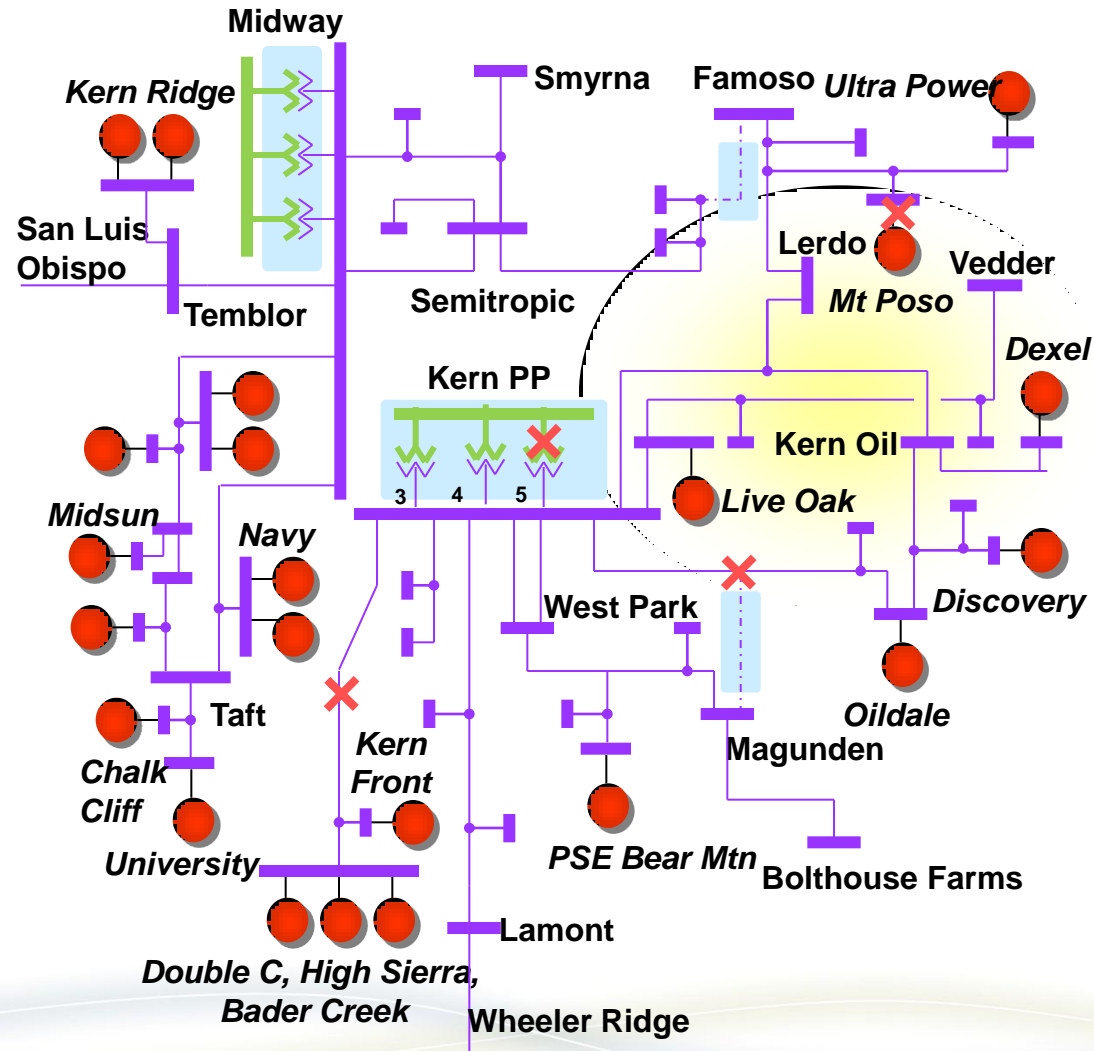 Midway
Kern Ridge
Smyrna
Famoso
Ultra Power
San Luis
Obispo
Temblor
Semitropic
Lerdo
Mt Poso
Vedder
Dexel
Kern PP
3
4
5
Kern Oil
Live Oak
Midsun
Navy
West Park
Discovery
Oildale
Taft
Magunden
Chalk
Cliff
Kern
Front
University
PSE Bear Mtn
Bolthouse Farms
Lamont
Double C, High Sierra,
Bader Creek
Wheeler Ridge